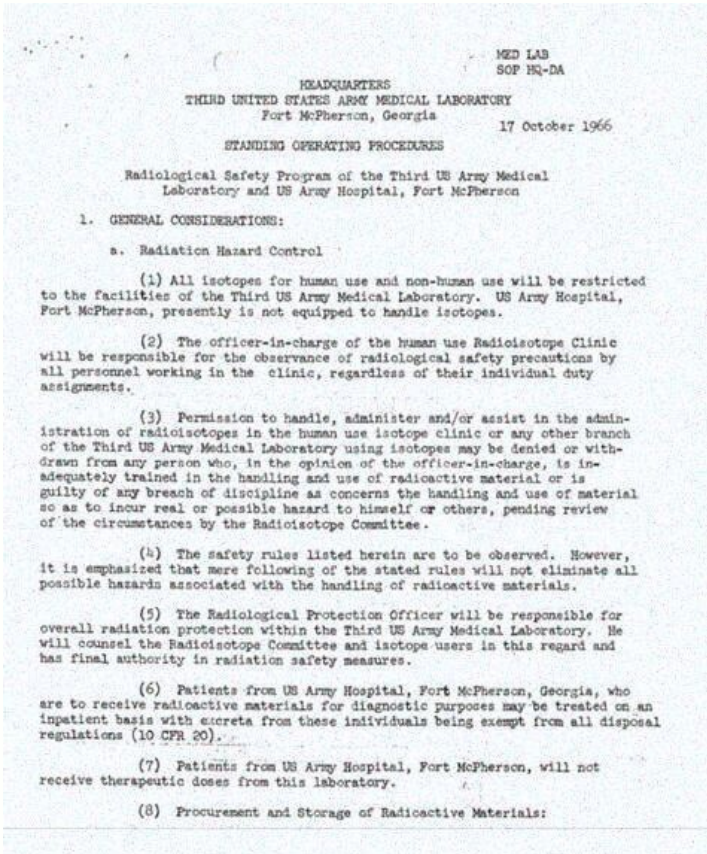 MED LAB
SOP HQ-DA
HEADQUARTERS
THIRD UNITED STATES ARMY MEDICAL LABORATORY
Fort McPherson, Georgia
17 October 1966
STANDING OPERATING PROCEDURES
Radiological Safety Program of the Third US Army Medical
Laboratory and US Army Hospital, Fort McPherson
1. GENERAL CONSIDERATIONS:
a. Radiation Hazard Control
(1) All isotopes for human use and non-human use will be restricted
to the facilities of the Third US Army Medical Laboratory. US Army Hospital,
Fort McPherson, presently is not equipped to handle isotopes.
(2) The officer-in-charge of the human use Radioisotope Clinic
will be responsible for the observance of radiological safety precautions by
all personnel working in the clinic, regardless of their individual duty
assignments.
(3) Permission to handle, administer and/or assist in the admin-
istration of radioisotopes in the human use isotope clinic or any other branch
of the Third US Army Medical Laboratory using isotopes may be denied or with-
drawn from any person who, in the opinion of the officer-in-charge, is in-
adequately trained in the handling and use of radioactive material or is
guilty of any breach of discipline as concerns the handling and use of material
so as to incur real or possible hazard to himself or others, pending review
of the circumstances by the Radioisotope Committee.
(4) The safety rules listed herein are to be observed. However,
it is emphasized that mere following of the stated rules will not eliminate all
possible hazards associated with the handling of radioactive materials.
(5) The Radiological Protection Officer will be responsible for
overall radiation protection within the Third US Army Medical Laboratory. He
will counsel the Radioisotope Committee and isotope users in this regard and
has final authority in radiation safety measures.
(6) Patients from US Army Hospital, Fort McPherson, Georgia, who
are to receive radioactive materials for diagnostic purposes may be treated on an
inpatient basis with excreta from these individuals being exempt from all disposal
regulations (10 CFR 20).
(7) Patients from US Army Hospital, Fort McPherson, will not
receive therapeutic doses from this laboratory.
(8) Procurement and Storage of Radioactive Materials: